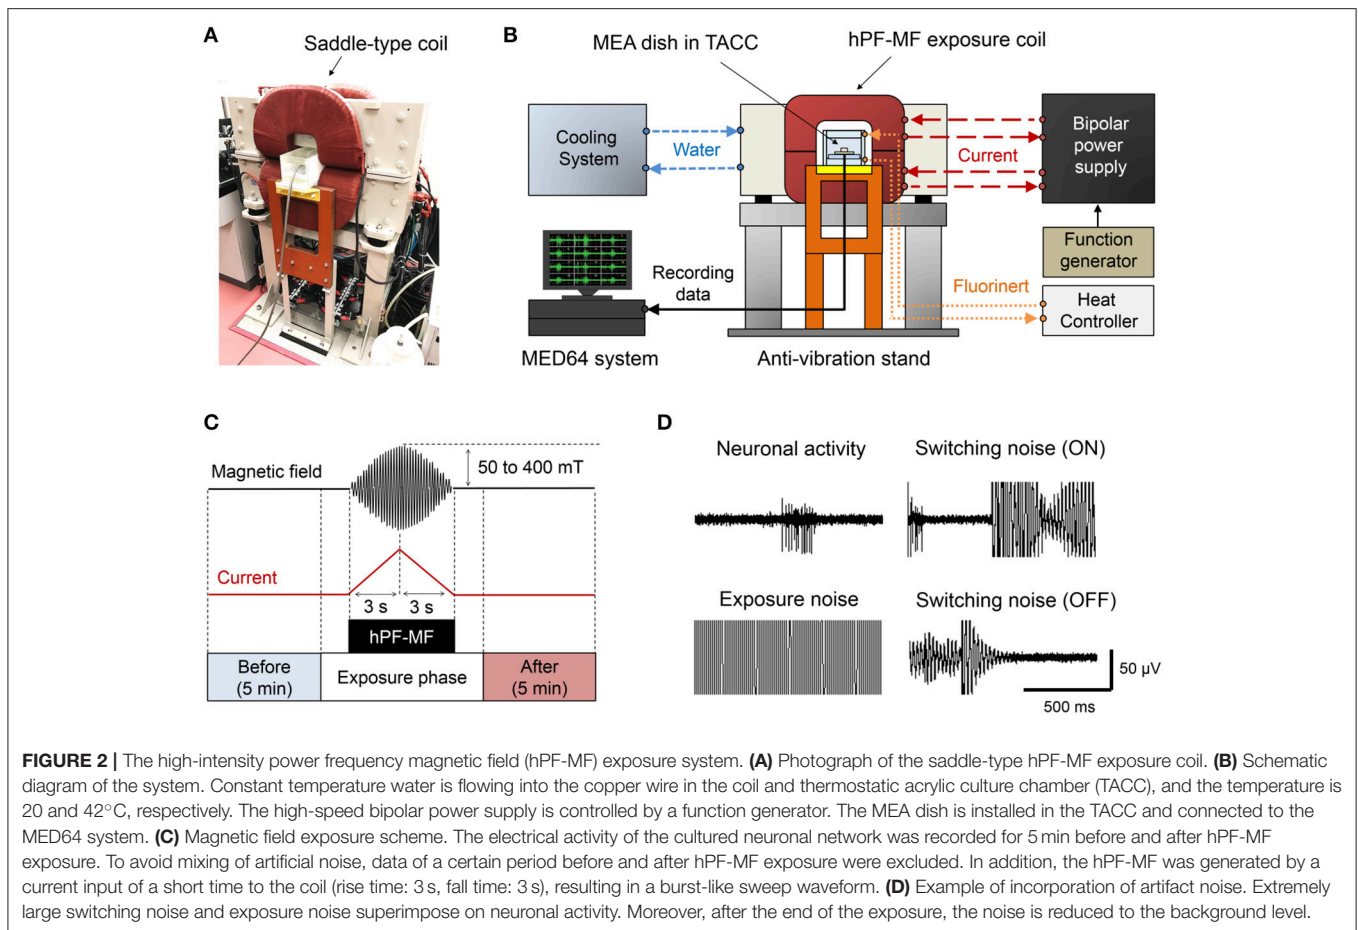 A
Saddle-type coil
B
MEA dish in TACC
hPF-MF exposure coil
Cooling
System
Water
Current
Bipolar
power
supply
Function
generator
Recording
data
Fluorinert
Heat
Controller
MED64 system
Anti-vibration stand
C
Magnetic field
50 to 400 mT
Current
3 s
3 s
hPF-MF
Before
(5 min)
Exposure phase
After
(5 min)
D
Neuronal activity
Switching noise (ON)
Exposure noise
Switching noise (OFF)
50 µV
500 ms
FIGURE 2 | The high-intensity power frequency magnetic field (hPF-MF) exposure system. (A) Photograph of the saddle-type hPF-MF exposure coil. (B) Schematic
diagram of the system. Constant temperature water is flowing into the copper wire in the coil and thermostatic acrylic culture chamber (TACC), and the temperature is
20 and 42°C, respectively. The high-speed bipolar power supply is controlled by a function generator. The MEA dish is installed in the TACC and connected to the
MED64 system. (C) Magnetic field exposure scheme. The electrical activity of the cultured neuronal network was recorded for 5 min before and after hPF-MF
exposure. To avoid mixing of artificial noise, data of a certain period before and after hPF-MF exposure were excluded. In addition, the hPF-MF was generated by a
current input of a short time to the coil (rise time: 3 s, fall time: 3 s), resulting in a burst-like sweep waveform. (D) Example of incorporation of artifact noise. Extremely
large switching noise and exposure noise superimpose on neuronal activity. Moreover, after the end of the exposure, the noise is reduced to the background level.